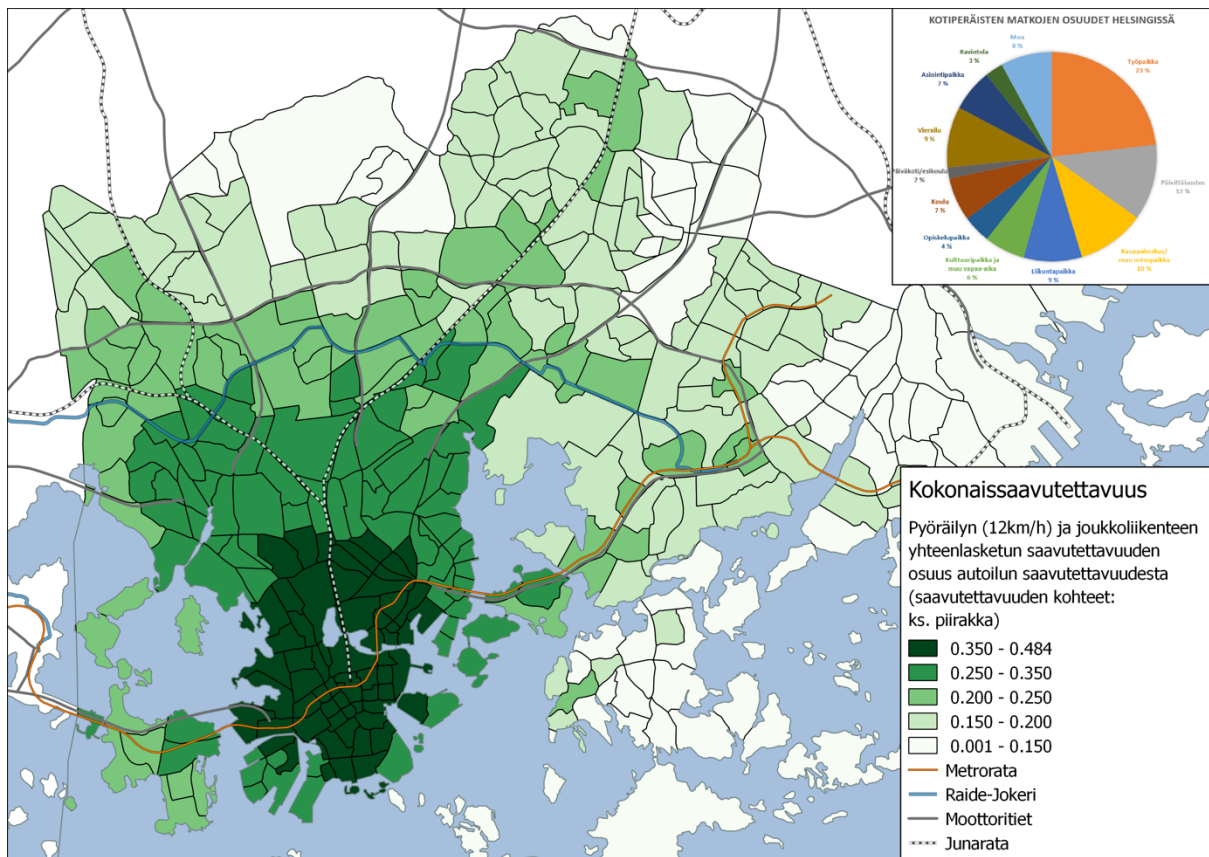 KOTIPERÄISTEN MATKOJEN OSUUDET HELSINGISSÄ
Muu
8 %
Ravintola
3 %
Työpaikka
23 %
Asiointipaikka
7 %
Vierailu
9 %
Päiväkoti/esikoulu
2 %
Päivittäisostos
12 %
Koulu
7 %
Opiskelupaikka
4 %
Kulttuuripaikka ja
muu vapaa-aika
6 %
Liikuntapaikka
9 %
Kauppakeskus/
muu ostospaikka
10 %
Kokonaissaavutettavuus
Pyöräilyn (12km/h) ja joukkoliikenteen
yhteenlasketun saavutettavuuden
osuus autoilun saavutettavuudesta
(saavutettavuuden kohteet:
ks. piirakka)
0.350 - 0.484
0.250 - 0.350
0.200 - 0.250
0.150 - 0.200
0.001 - 0.150
Metrorata
Raide-Jokeri
Moottoritiet
Junarata